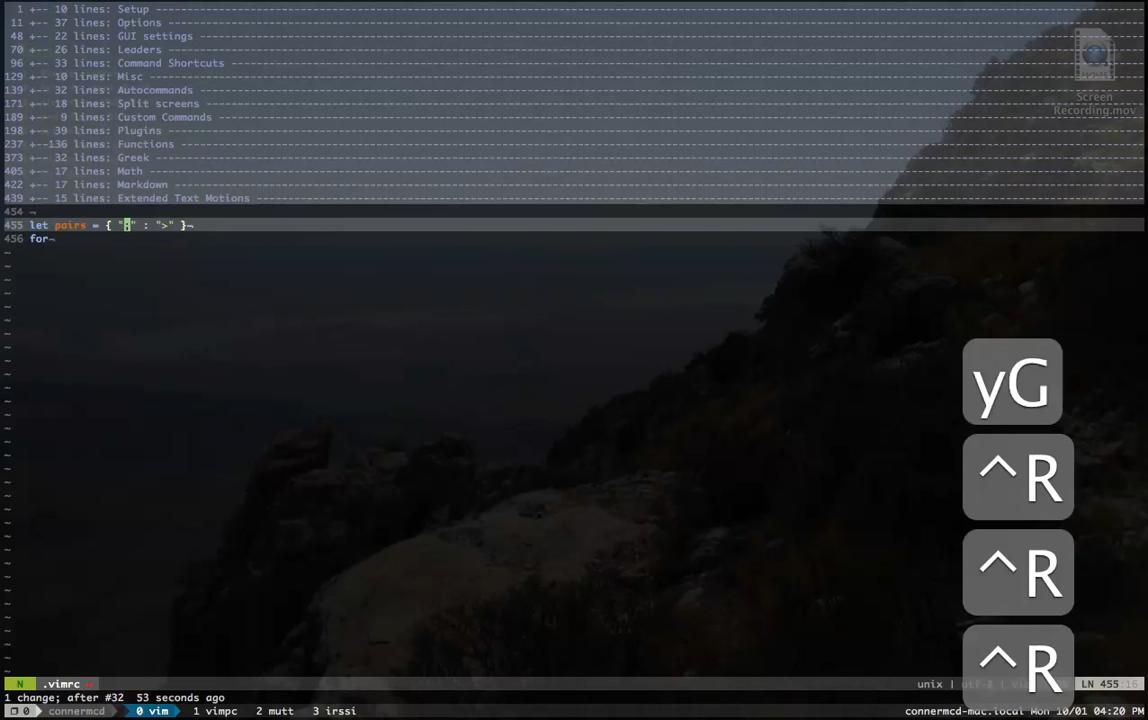 1 +-- 10 lines: Setup ----------
11 +-- 37 lines: Options ----------
48 +-- 22 lines: GUI settings ----------
70 +-- 26 lines: Leaders ----------
96 +-- 33 lines: Command Shortcuts ----------
129 +-- 10 lines: Misc ----------
139 +-- 32 lines: Autocommands ----------
171 +-- 18 lines: Split screens ----------
189 +-- 9 lines: Custom Commands ----------
198 +-- 39 lines: Plugins ----------
237 +--136 lines: Functions ----------
373 +-- 32 lines: Greek ----------
405 +-- 17 lines: Math ----------
422 +-- 17 lines: Markdown ----------
439 +-- 15 lines: Extended Text Motions ----------
Screen
Recording.mov
454 ¬
455 let pairs = { ":" : ">" }¬
456 for¬
yG
^R
^R
^R
N .vimrc
unix | utf-8 | LN 455:16
1 change; after #32 53 seconds ago
0 connermcd 0 vim 1 vimpc 2 mutt 3 irssi
connermcd-mac.local Mon 10/01 04:20 PM